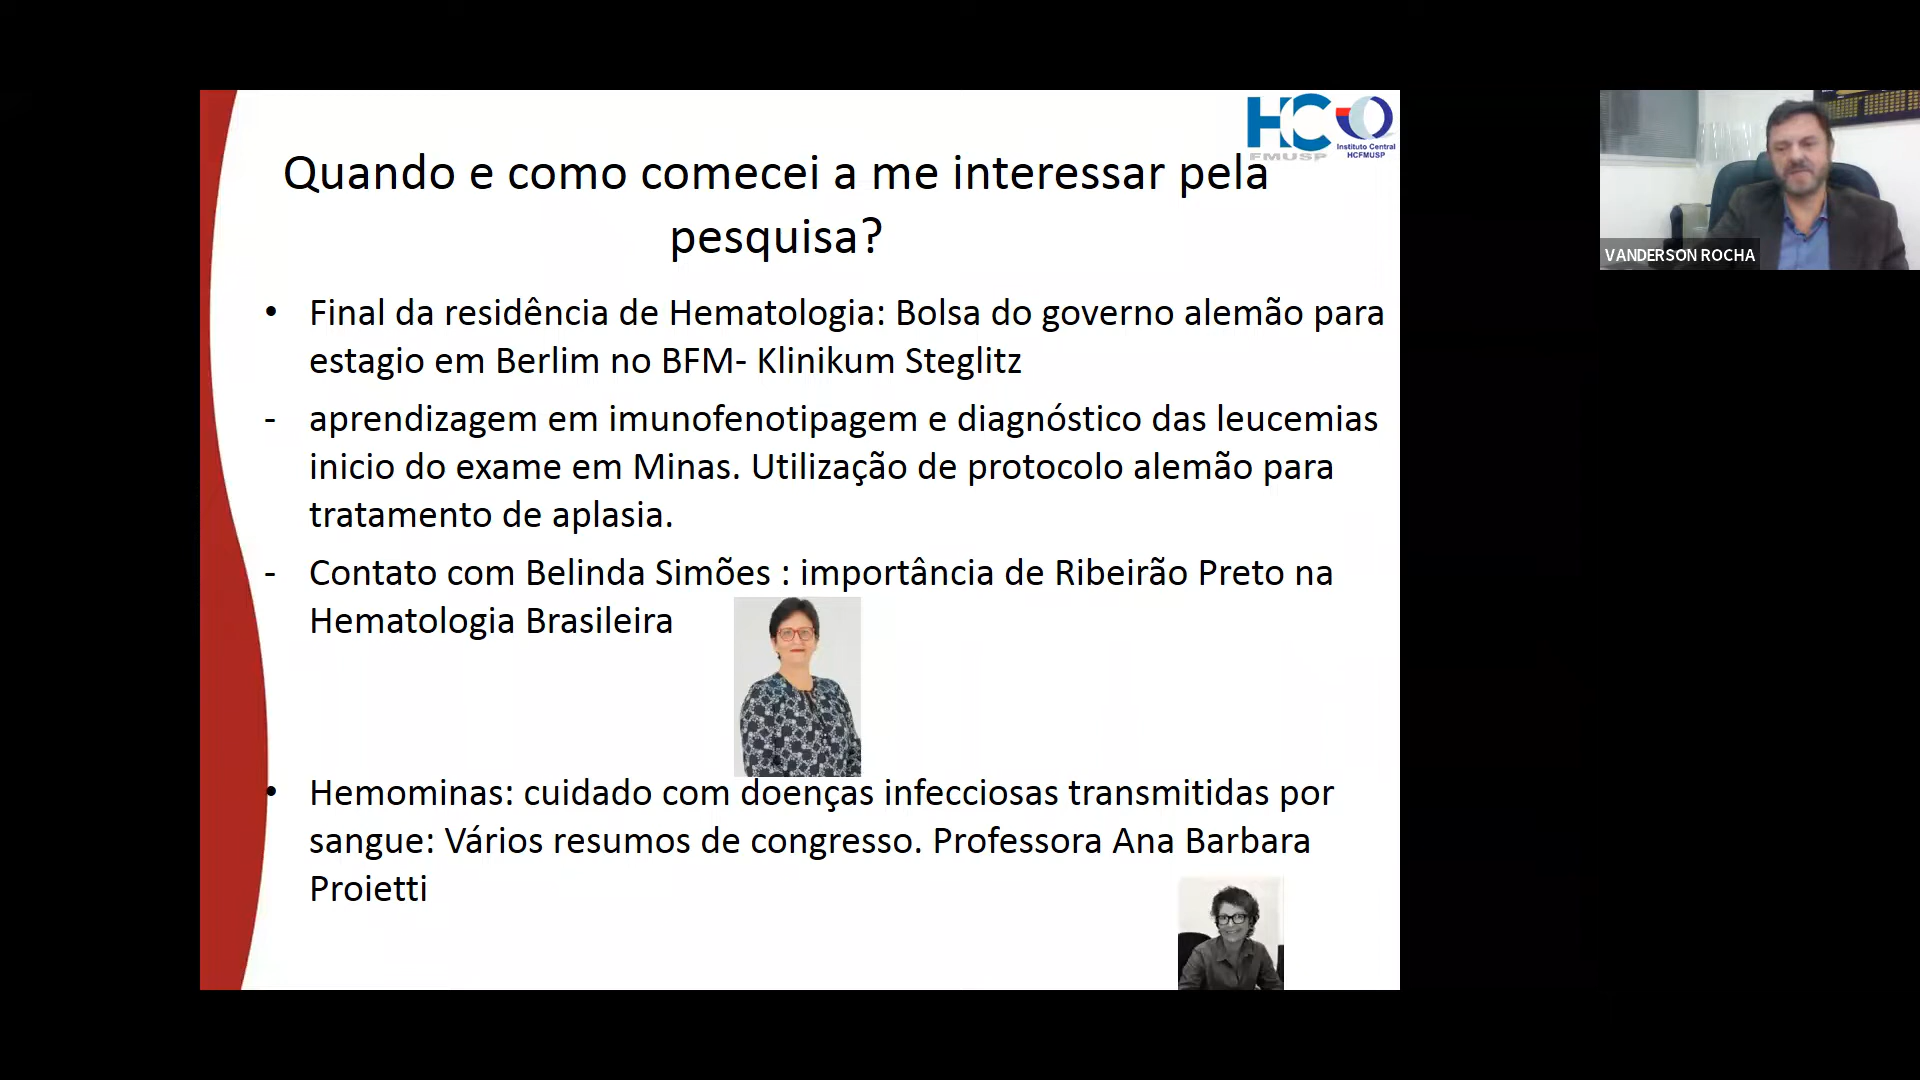 HC
FMUSP
Instituto Central
HCFMUSP
Quando e como comecei a me interessar pela
pesquisa?
• Final da residência de Hematologia: Bolsa do governo alemão para
estagio em Berlim no BFM- Klinikum Steglitz
- aprendizagem em imunofenotipagem e diagnóstico das leucemias
inicio do exame em Minas. Utilização de protocolo alemão para
tratamento de aplasia.
- Contato com Belinda Simões : importância de Ribeirão Preto na
Hematologia Brasileira
• Hemominas: cuidado com doenças infecciosas transmitidas por
sangue: Vários resumos de congresso. Professora Ana Barbara
Proietti
VANDERSON ROCHA